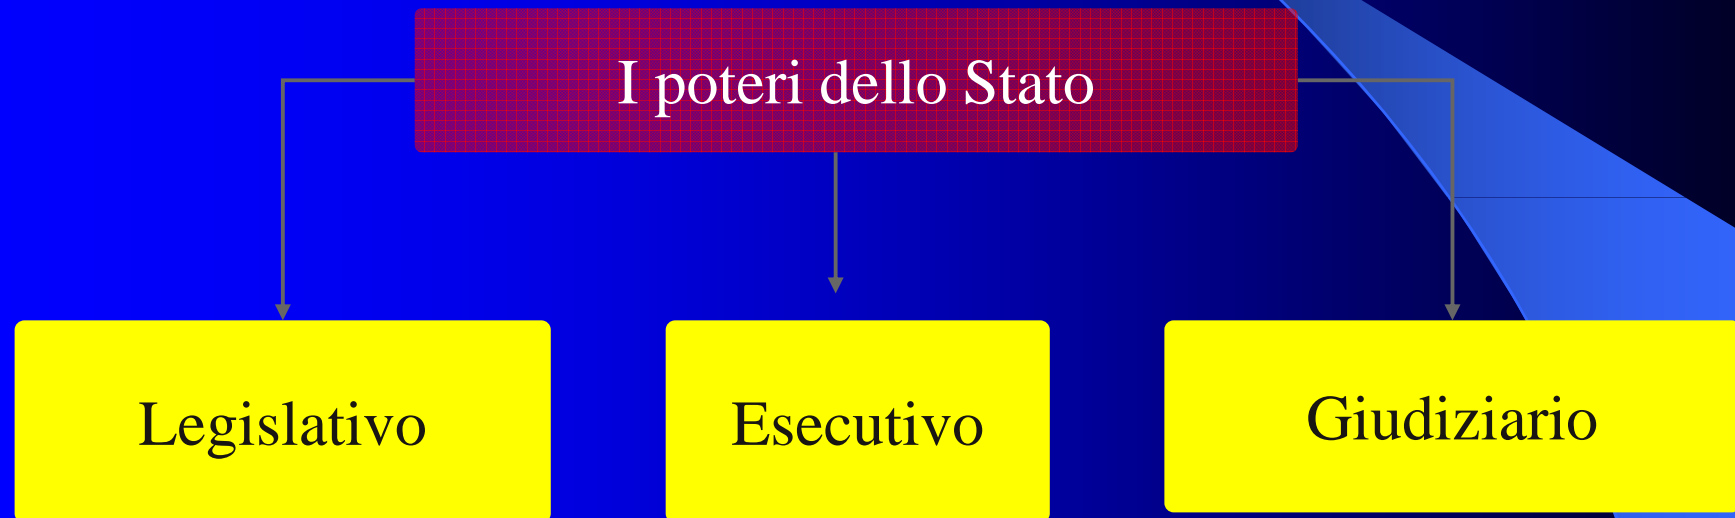 I poteri dello Stato
Legislativo
Esecutivo
Giudiziario